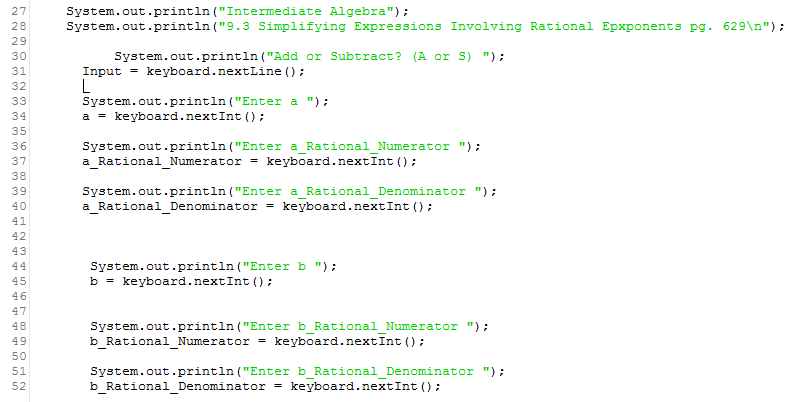 27 System.out.println("Intermediate Algebra");
28 System.out.println("9.3 Simplifying Expressions Involving Rational Epxponents pg. 629\n");
29
30 System.out.println("Add or Subtract? (A or S) ");
31 Input = keyboard.nextLine();
32
33 System.out.println("Enter a ");
34 a = keyboard.nextInt();
35
36 System.out.println("Enter a_Rational_Numerator ");
37 a_Rational_Numerator = keyboard.nextInt();
38
39 System.out.println("Enter a_Rational_Denominator ");
40 a_Rational_Denominator = keyboard.nextInt();
41
42
43
44 System.out.println("Enter b ");
45 b = keyboard.nextInt();
46
47
48 System.out.println("Enter b_Rational_Numerator ");
49 b_Rational_Numerator = keyboard.nextInt();
50
51 System.out.println("Enter b_Rational_Denominator ");
52 b_Rational_Denominator = keyboard.nextInt();